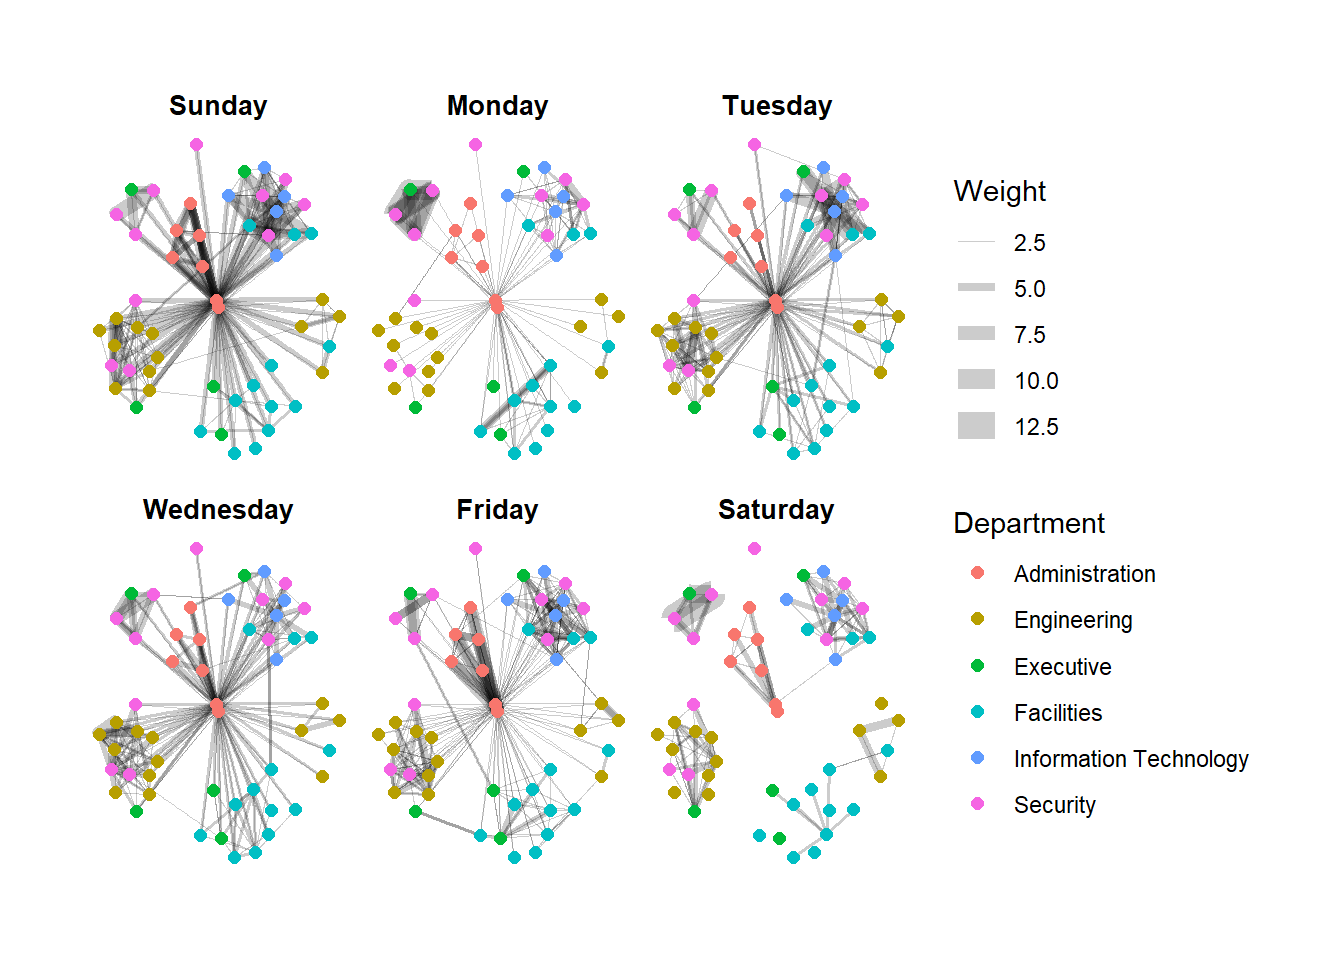 Sunday
Monday
Tuesday
Wednesday
Friday
Saturday
Weight
2.5
5.0
7.5
10.0
12.5
Department
Administration
Engineering
Executive
Facilities
Information Technology
Security